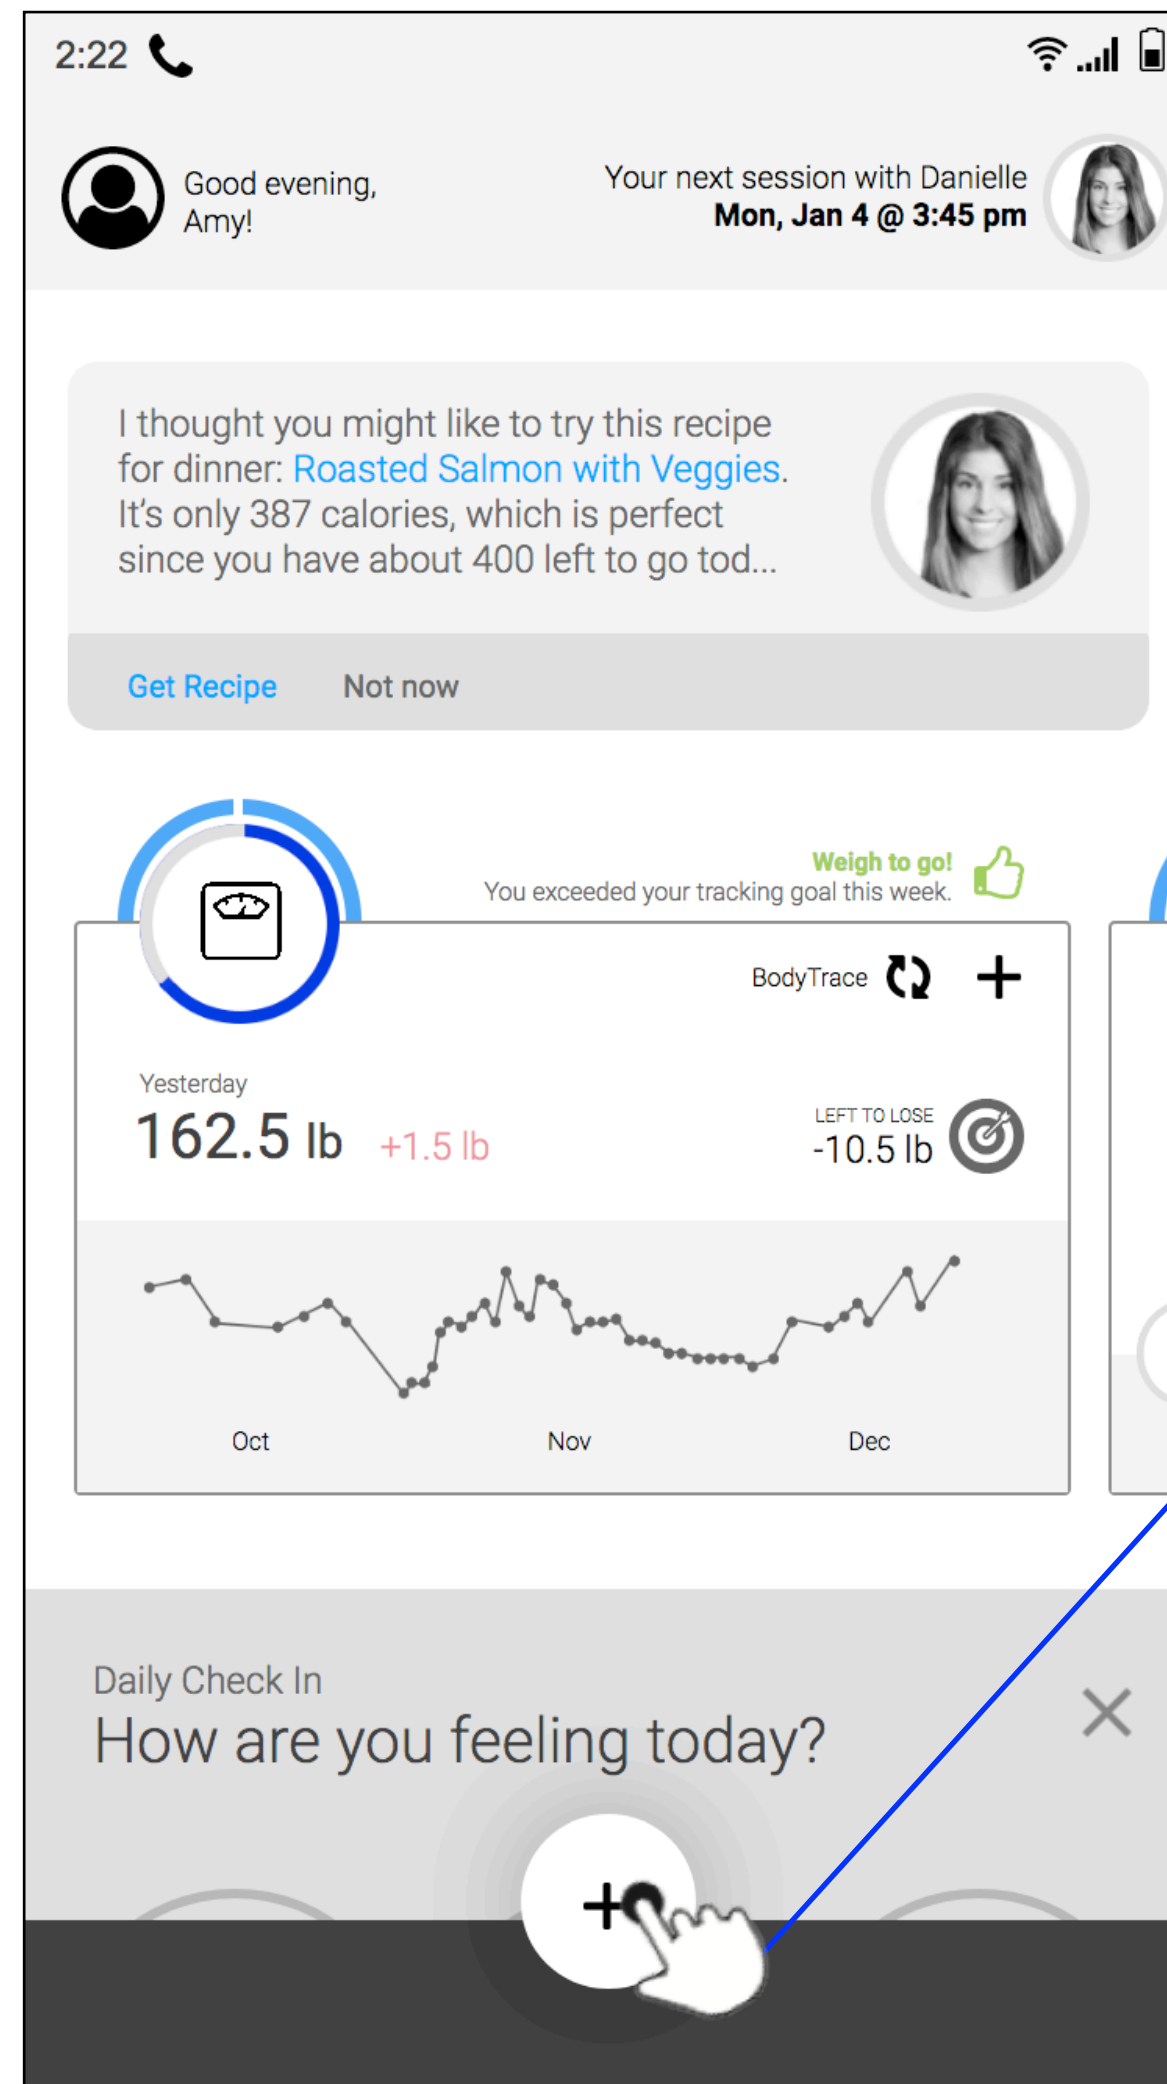 2:22
Good evening,
Amy!
Your next session with Danielle
Mon, Jan 4 @ 3:45 pm
I thought you might like to try this recipe
for dinner: Roasted Salmon with Veggies.
It's only 387 calories, which is perfect
since you have about 400 left to go tod...
Get Recipe Not now
Weigh to go!
You exceeded your tracking goal this week.
BodyTrace
Yesterday
162.5 lb +1.5 lb
LEFT TO LOSE
-10.5 lb
Oct Nov Dec
Daily Check In
How are you feeling today?